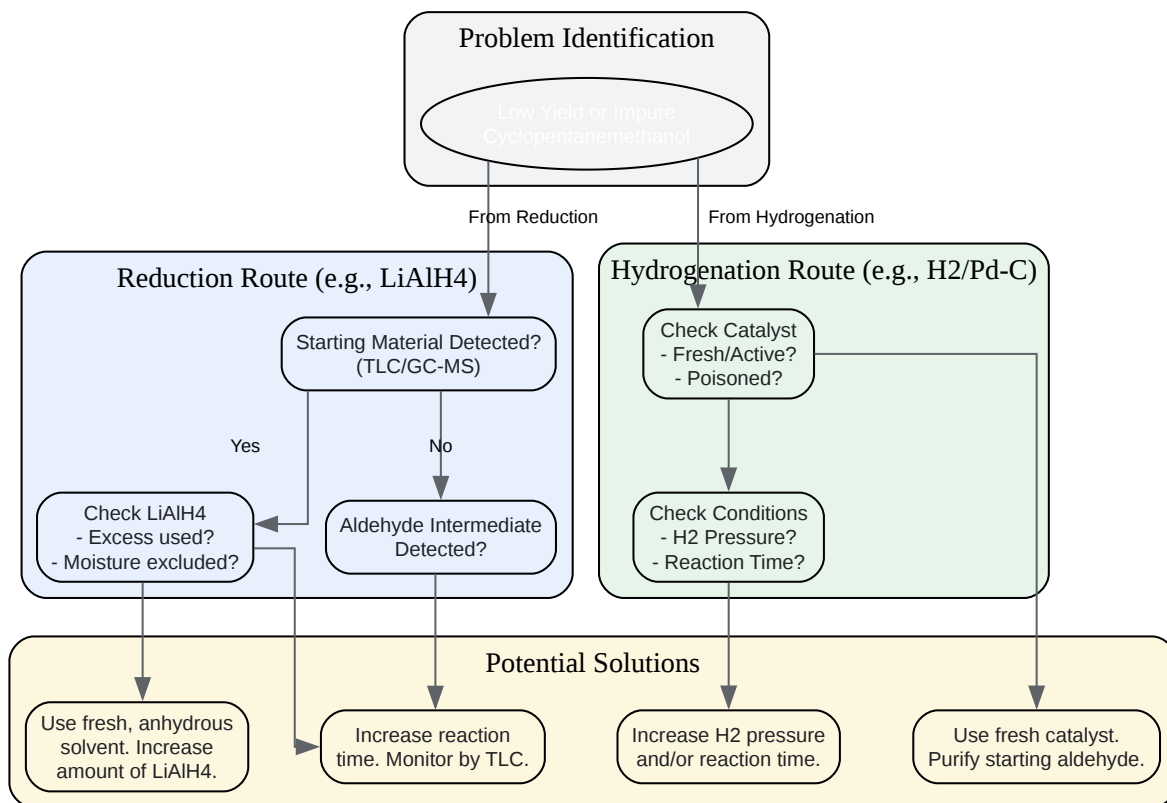 Problem Identification
Low Yield or Impure
Cyclopentanemethanol
From Reduction
From Hydrogenation
Reduction Route (e.g., LiAlH4)
Hydrogenation Route (e.g., H2/Pd-C)
Starting Material Detected?
(TLC/GC-MS)
Check Catalyst
- Fresh/Active?
- Poisoned?
Yes
No
Check LiAlH4
- Excess used?
- Moisture excluded?
Aldehyde Intermediate
Detected?
Check Conditions
- H2 Pressure?
- Reaction Time?
Potential Solutions
Use fresh, anhydrous
solvent. Increase
amount of LiAlH4.
Increase reaction
time. Monitor by TLC.
Increase H2 pressure
and/or reaction time.
Use fresh catalyst.
Purify starting aldehyde.